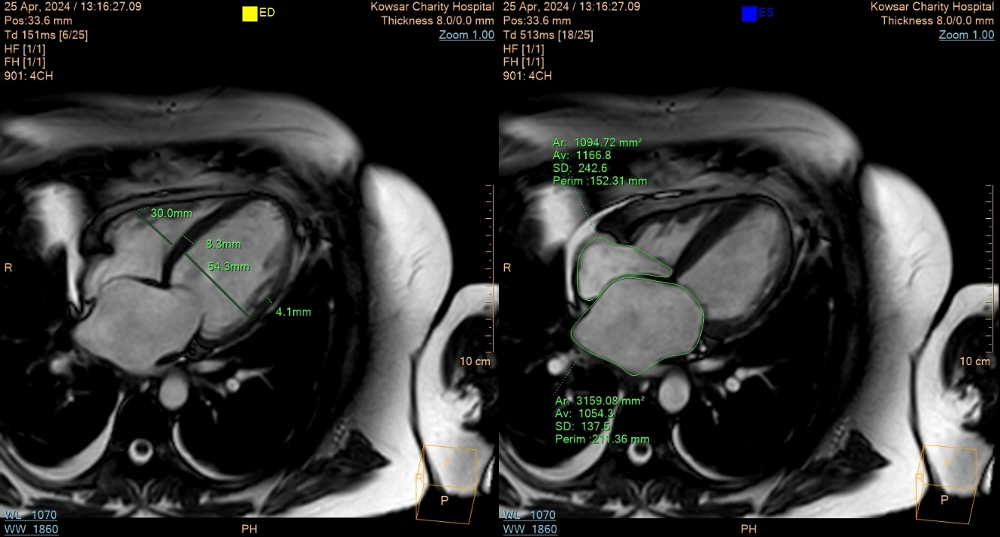 25 Apr, 2024 / 13:16:27.09
Pos:33.6 mm
Td 151ms [6/25]
HF [1/1]
FH [1/1]
901: 4CH
ED
Kowsar Charity Hospital
Thickness 8.0/0.0 mm
Zoom 1.00
30.0mm
8.3mm
54.3mm
4.1mm
R
10 cm
F
R
P
WL 1070
WW 1860
PH
25 Apr, 2024 / 13:16:27.09
Pos:33.6 mm
Td 513ms [18/25]
HF [1/1]
FH [1/1]
901: 4CH
ES
Kowsar Charity Hospital
Thickness 8.0/0.0 mm
Zoom 1.00
Ar: 1094.72 mm²
Av: 1166.8
SD: 242.6
Perim :152.31 mm
R
10 cm
Ar: 3159.08 mm²
Av: 1054.3
SD: 137.5
Perim :211.36 mm
F
R
P
WL 1070
WW 1860
PH